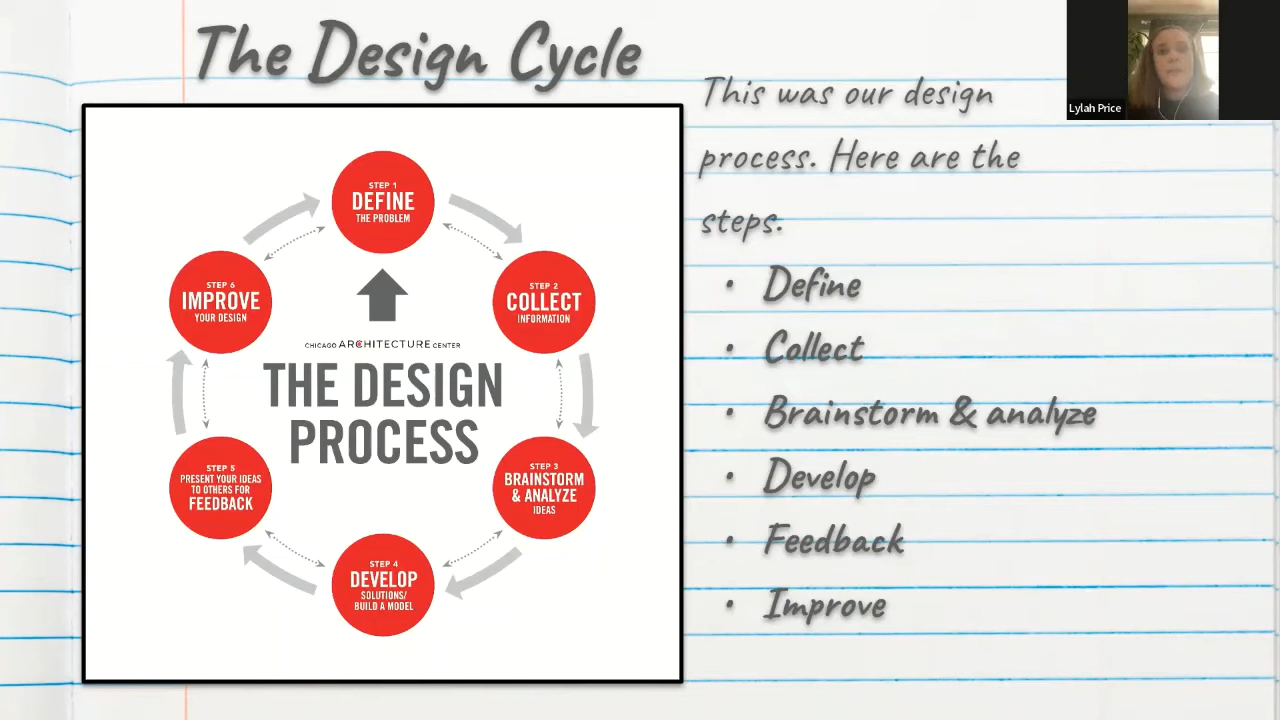 The Design Cycle
This was our design
process. Here are the
steps.
• Define
• Collect
• Brainstorm & analyze
• Develop
• Feedback
• Improve
Lylah Price
STEP 1
DEFINE
THE PROBLEM
STEP 2
COLLECT
INFORMATION
STEP 3
BRAINSTORM
& ANALYZE
IDEAS
STEP 4
DEVELOP
SOLUTIONS/
BUILD A MODEL
STEP 5
PRESENT YOUR IDEAS
TO OTHERS FOR
FEEDBACK
STEP 6
IMPROVE
YOUR DESIGN
CHICAGO ARCHITECTURE CENTER
THE DESIGN
PROCESS